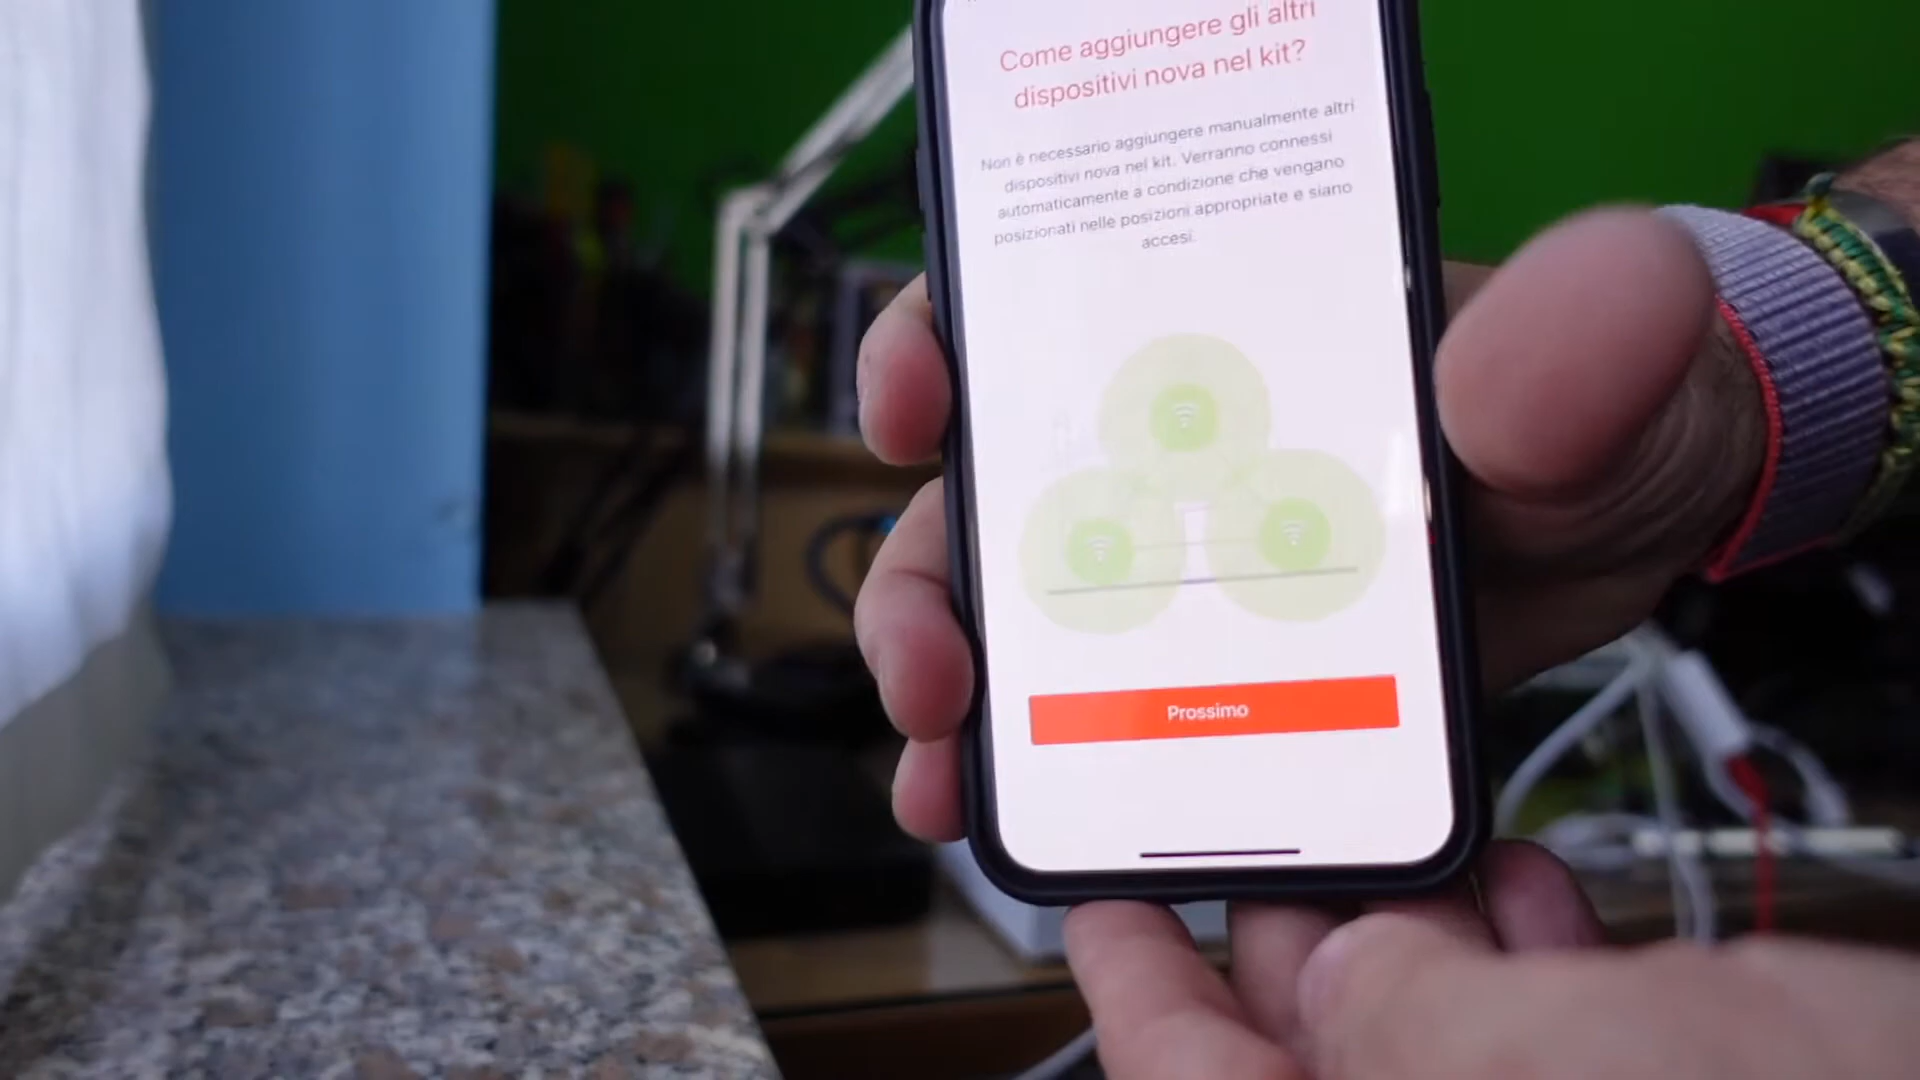 Come aggiungere gli altri
dispositivi nova nel kit?
Non è necessario aggiungere manualmente altri
dispositivi nova nel kit. Verranno connessi
automaticamente a condizione che vengano
posizionati nelle posizioni appropriate e siano
accesi.
Prossimo